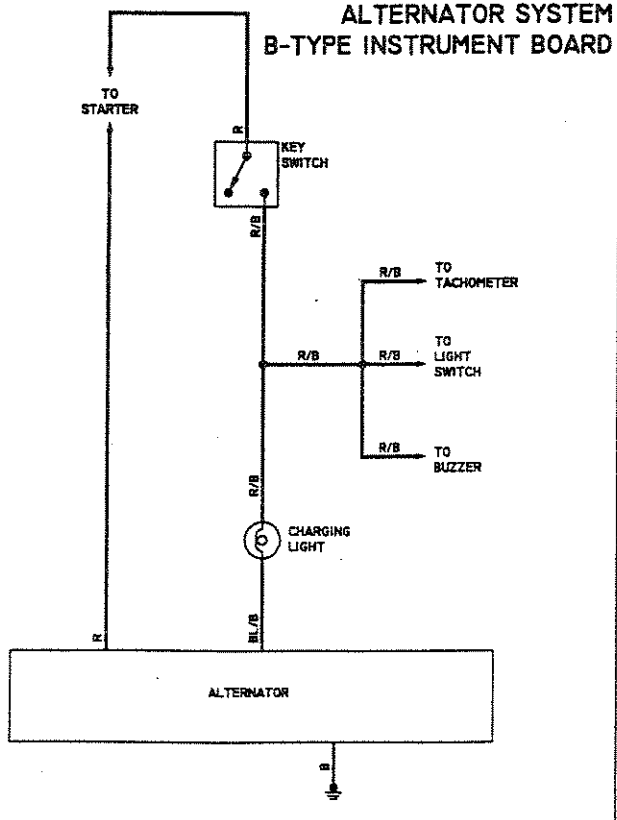 ALTERNATOR SYSTEM
B-TYPE INSTRUMENT BOARD
TO
STARTER
R
KEY
SWITCH
R/B
R/B
TO
TACHOMETER
R/B
R/B
TO
LIGHT
SWITCH
R/B
TO
BUZZER
R/B
CHARGING
LIGHT
R
BL/B
ALTERNATOR
B